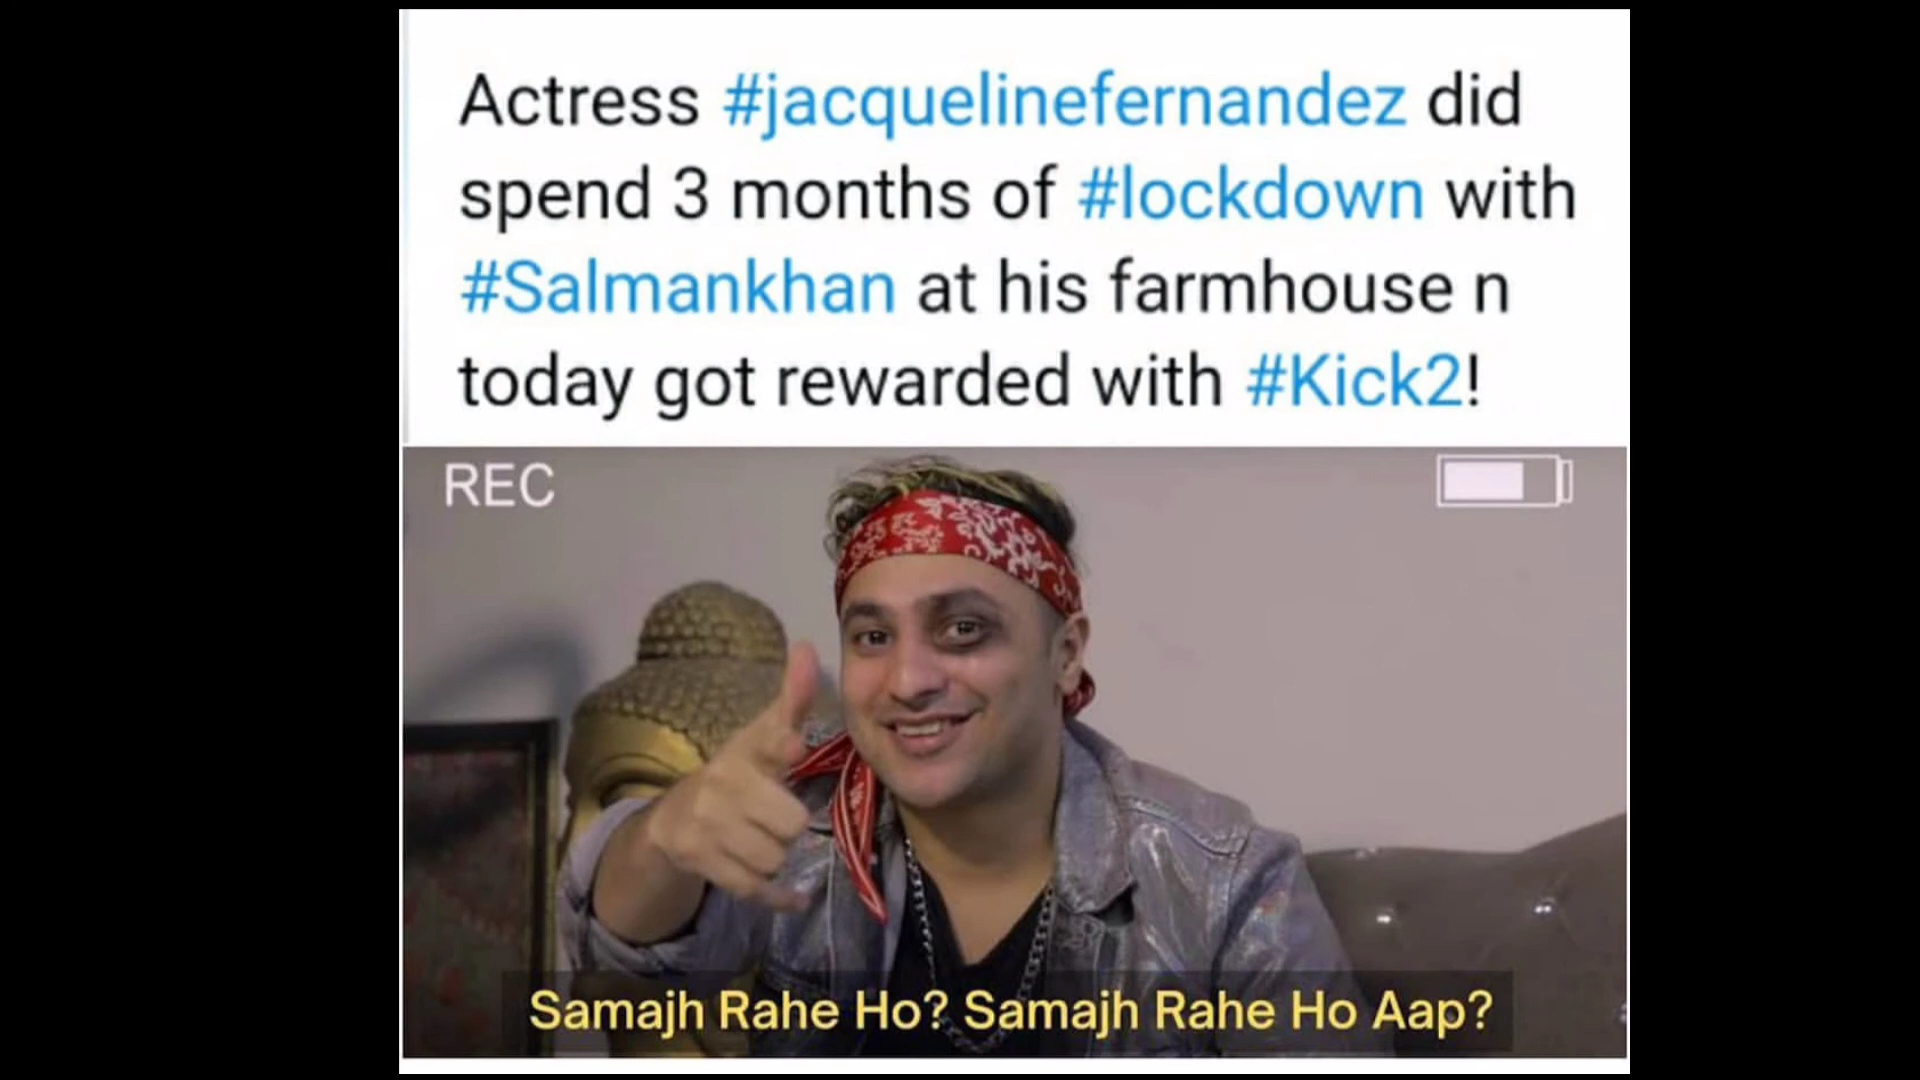 Actress #jacquelinefernandez did
spend 3 months of #lockdown with
#Salmankhan at his farmhouse n
today got rewarded with #Kick2!
REC
Samajh Rahe Ho? Samajh Rahe Ho Aap?